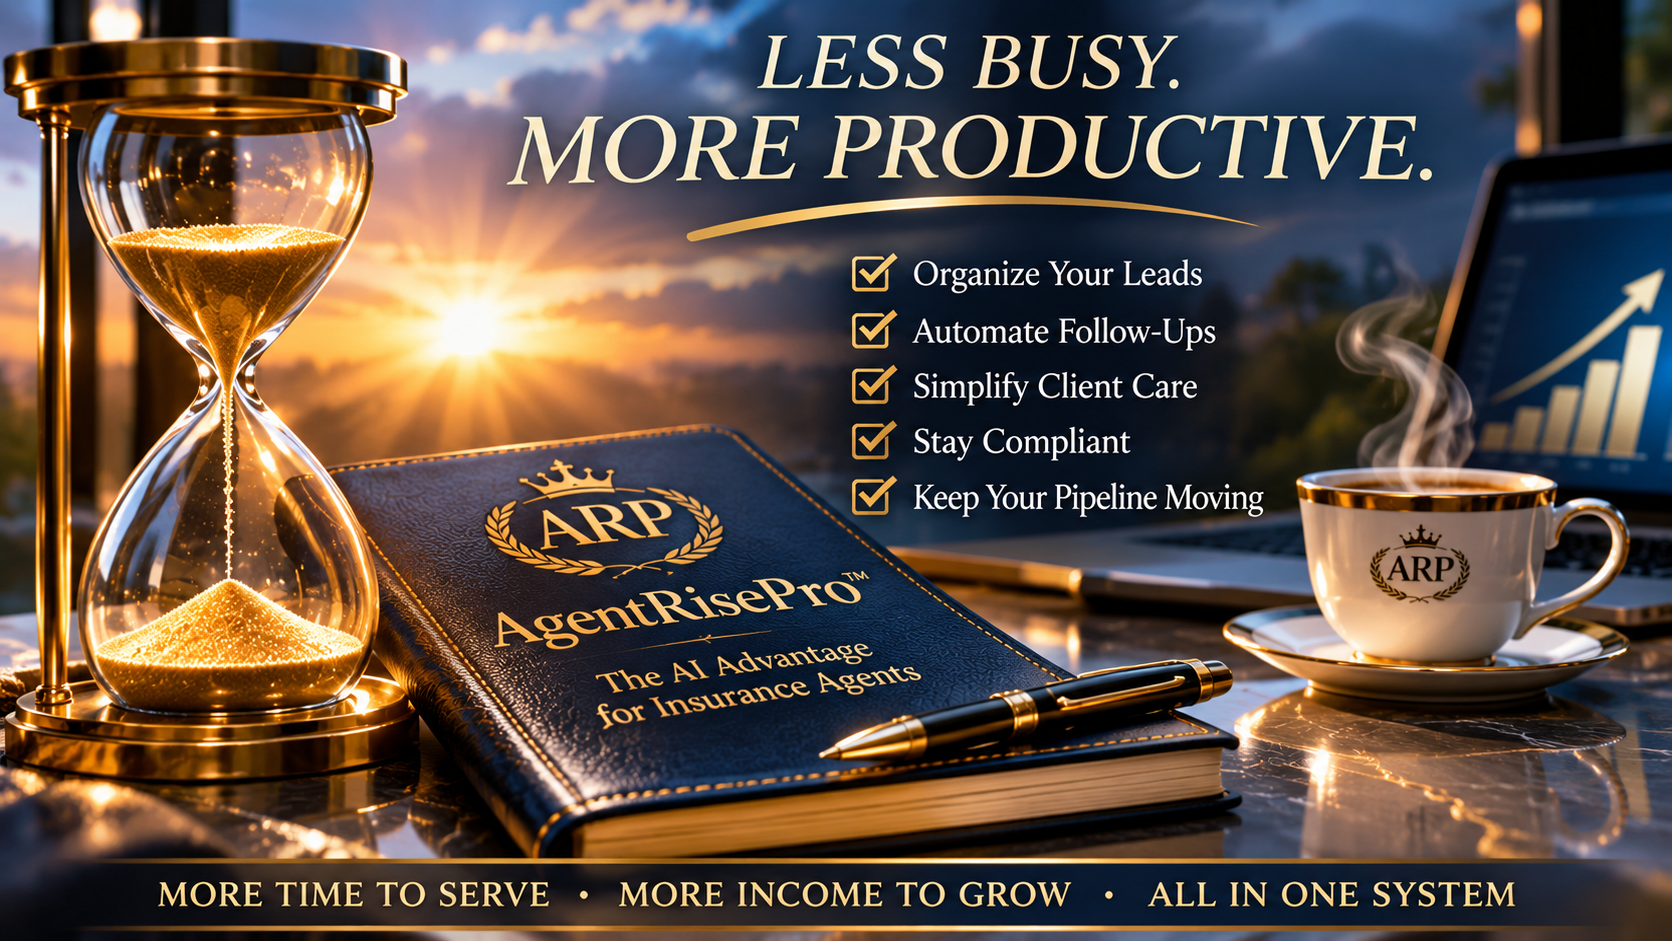 LESS BUSY.
MORE PRODUCTIVE.
Organize Your Leads
Automate Follow-Ups
Simplify Client Care
Stay Compliant
Keep Your Pipeline Moving
ARP
AgentRisePro™
The AI Advantage
for Insurance Agents
ARP
MORE TIME TO SERVE • MORE INCOME TO GROW • ALL IN ONE SYSTEM